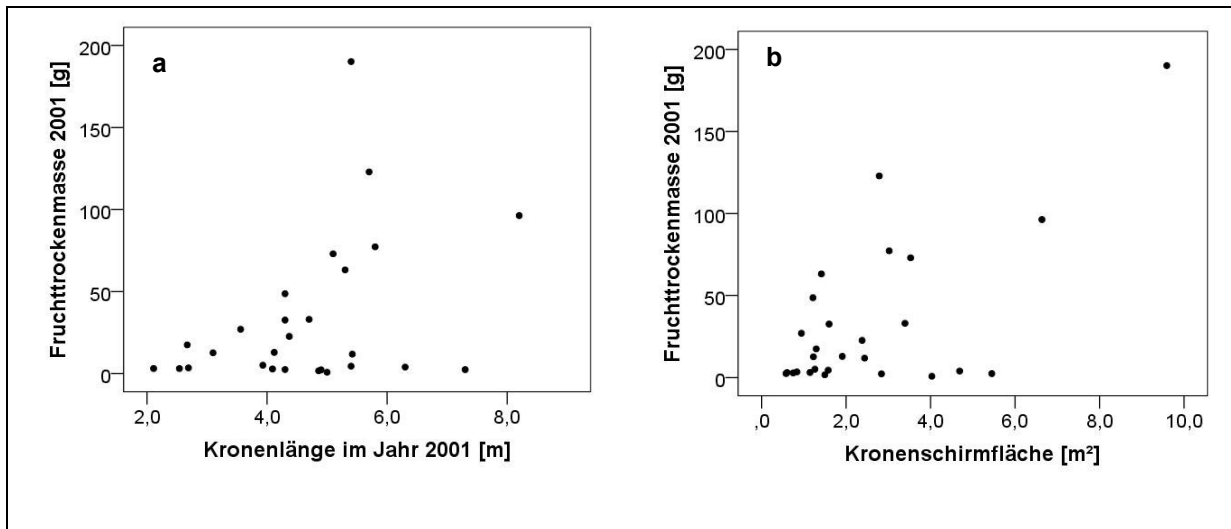 a
Fruchttrockenmasse 2001 [g]
200
150
100
50
0
2,0 4,0 6,0 8,0
Kronenlänge im Jahr 2001 [m]
b
Fruchttrockenmasse 2001 [g]
200
150
100
50
0
,0 2,0 4,0 6,0 8,0 10,0
Kronenschirmfläche [m²]